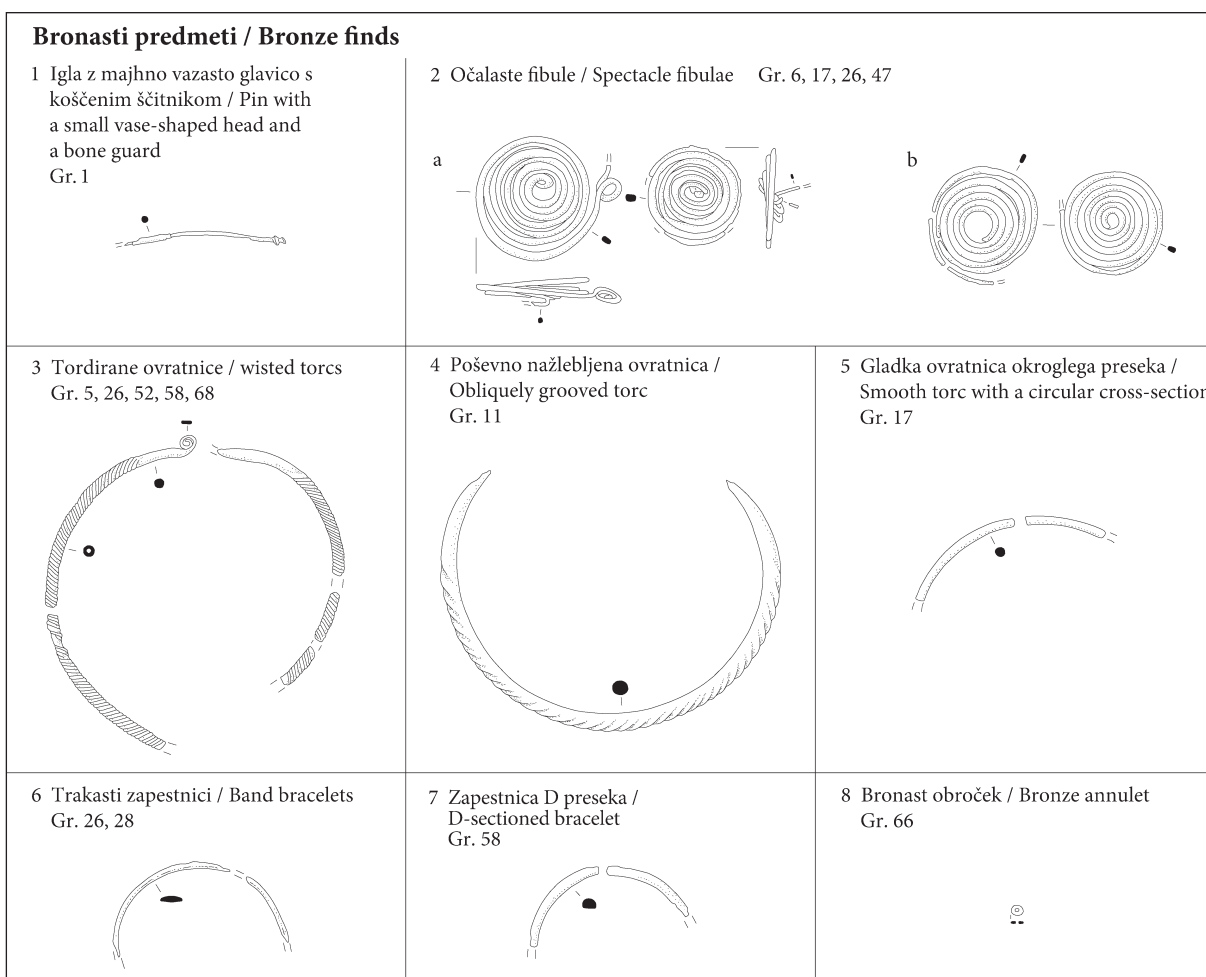 Bronasti predmeti / Bronze finds
1 Igla z majhno vazasto glavico s
koščenim ščitnikom / Pin with
a small vase-shaped head and
a bone guard
Gr. 1
2 Očalaste fibule / Spectacle fibulae Gr. 6, 17, 26, 47
a
b
3 Tordirane ovratnice / wisted torcs
Gr. 5, 26, 52, 58, 68
4 Poševno nažlebljena ovratnica /
Obliquely grooved torc
Gr. 11
5 Gladka ovratnica okroglega preseka /
Smooth torc with a circular cross-section
Gr. 17
6 Trakasti zapestnici / Band bracelets
Gr. 26, 28
7 Zapestnica D preseka /
D-sectioned bracelet
Gr. 58
8 Bronast obroček / Bronze annulet
Gr. 66